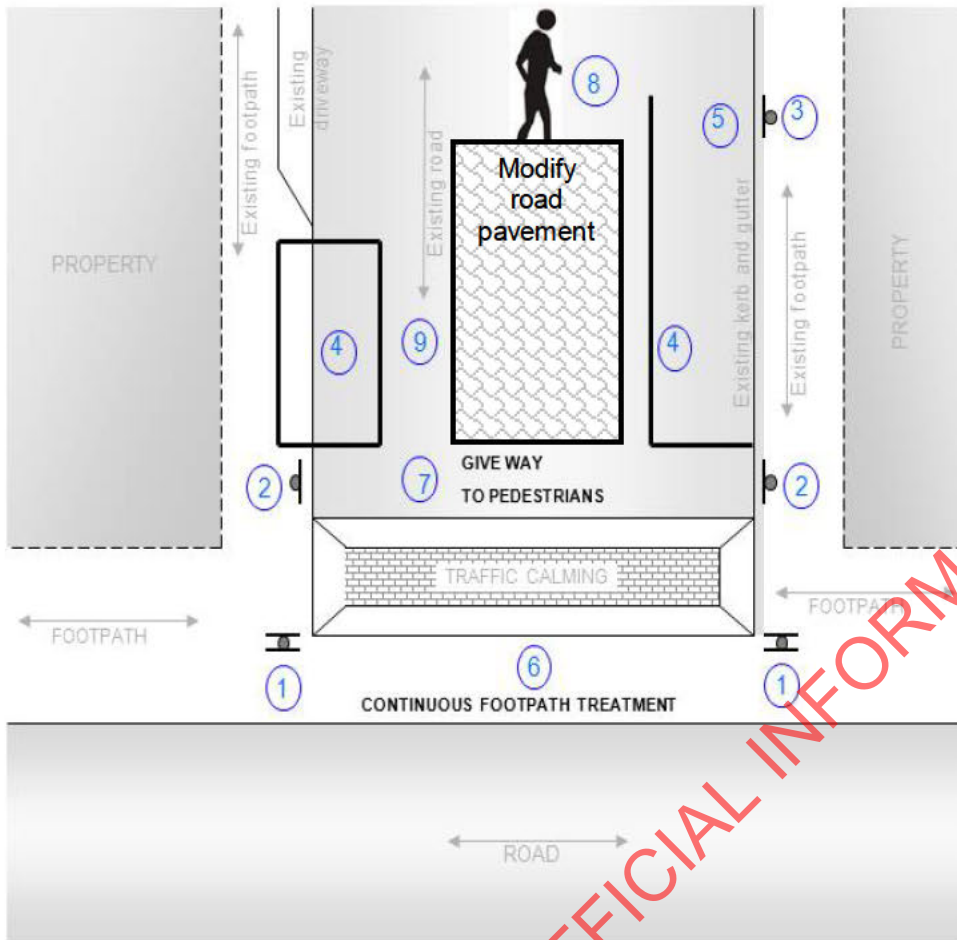 Existing footpath
Existing
driveway
Existing road
8
5
3
Modify
road
pavement
Existing kerb and gutter
Existing footpath
PROPERTY
PROPERTY
4
9
4
2
7
GIVE WAY
TO PEDESTRIANS
2
TRAFFIC CALMING
FOOTPATH
FOOTPATH
1
6
1
CONTINUOUS FOOTPATH TREATMENT
ROAD
FFICIAL INFORM